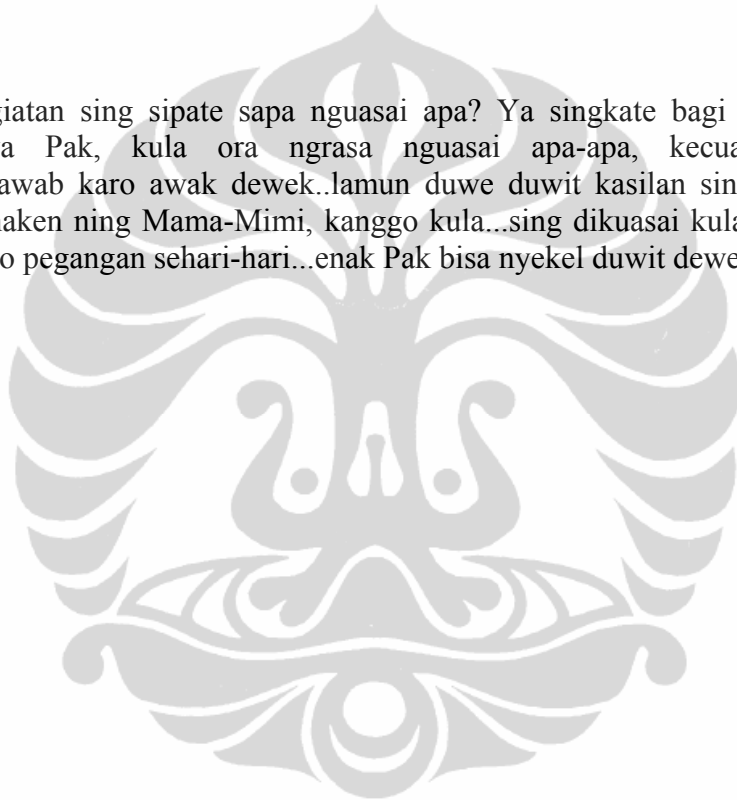 giatan sing sipate sapa nguasai apa? Ya singkate bagi
a Pak, kula ora ngrasa nguasai apa-apa, kecua
awab karo awak dewek..lamun duwe duwit kasilan sin
naken ning Mama-Mimi, kanggo kula...sing dikuasai kula
o pegangan sehari-hari...enak Pak bisa nyekel duwit dewe